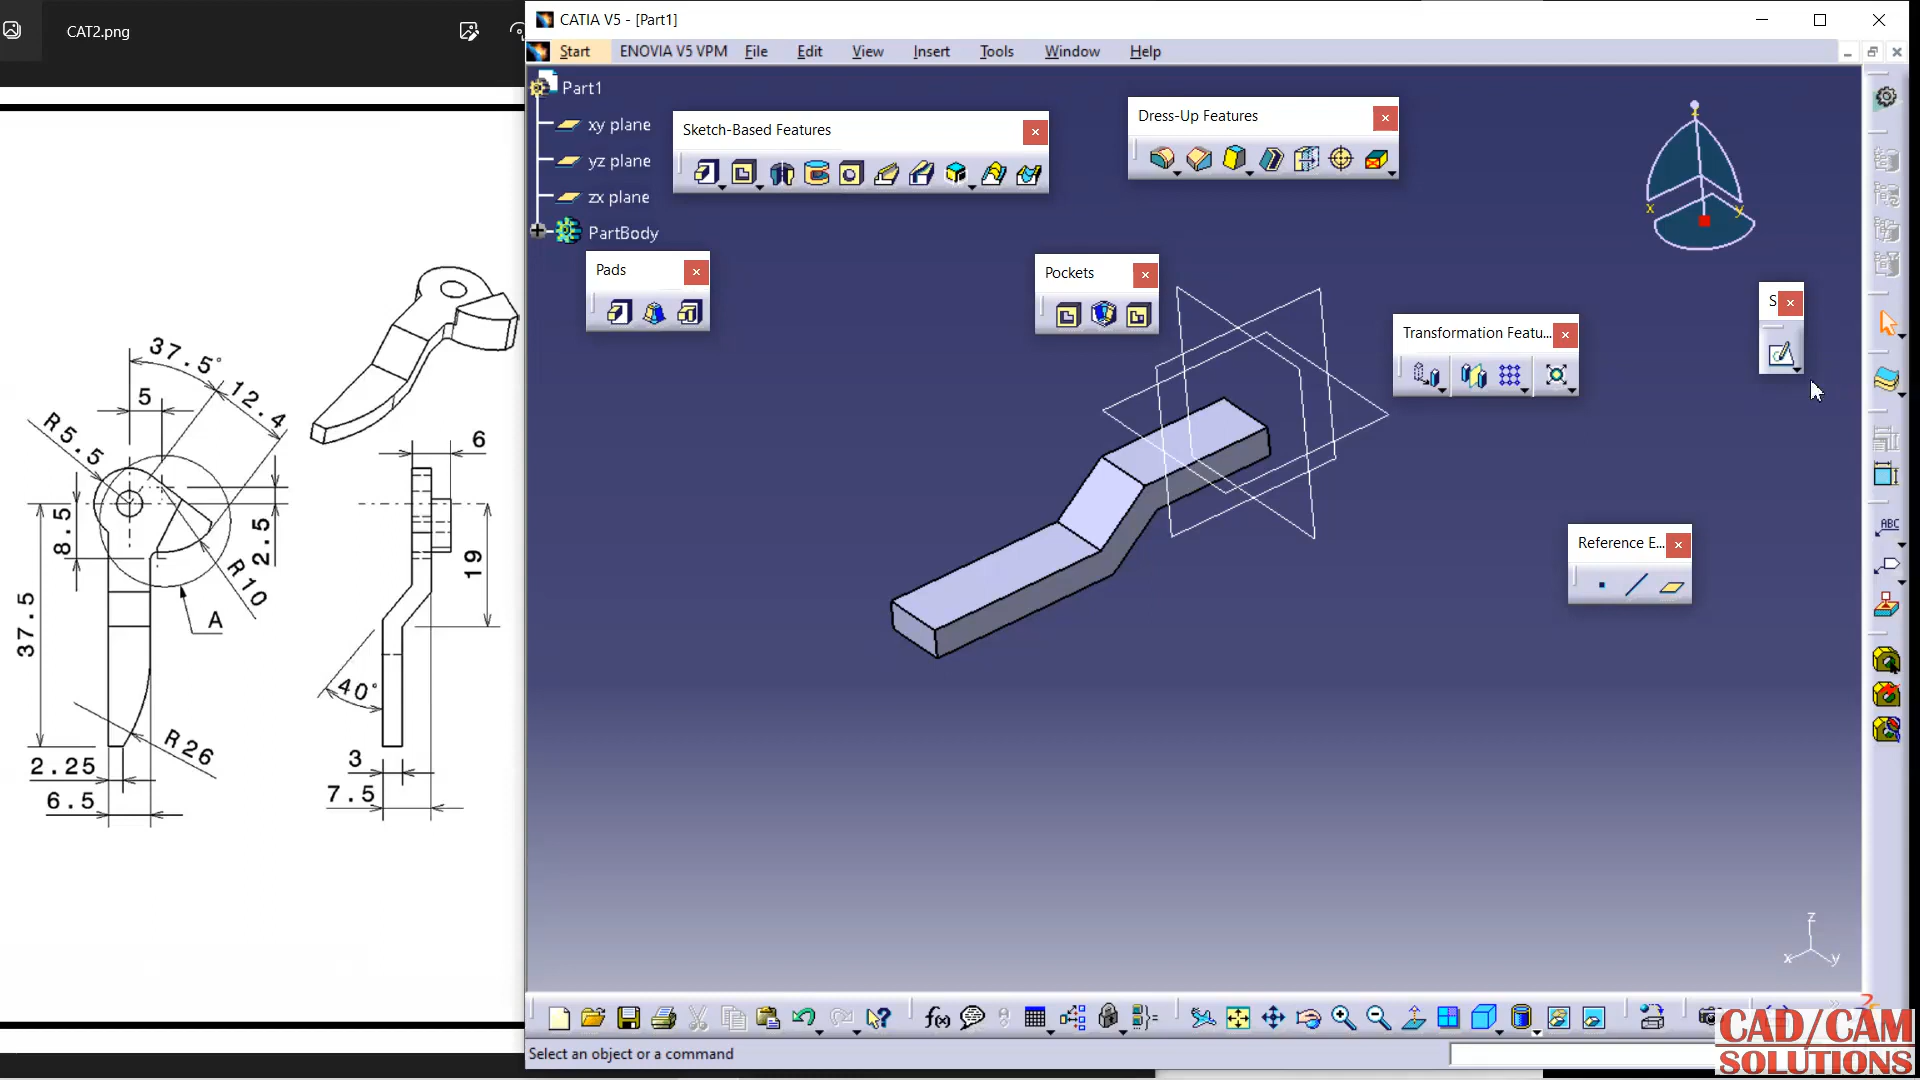 CAT2.png
CATIA V5 - [Part1]
Start
ENOVIA V5 VPM
File
Edit
View
Insert
Tools
Window
Help
Part1
xy plane
yz plane
zx plane
PartBody
Sketch-Based Features
Dress-Up Features
Pads
Pockets
Transformation Featu...
S
Reference E...
x
y
z
37.5°
5
12.4
R5.5
6
8.5
2.5
19
R10
A
37.5
40°
R26
2.25
3
6.5
7.5
ABC
f(x)
z
x
y
Select an object or a command
CAD/CAM
SOLUTIONS